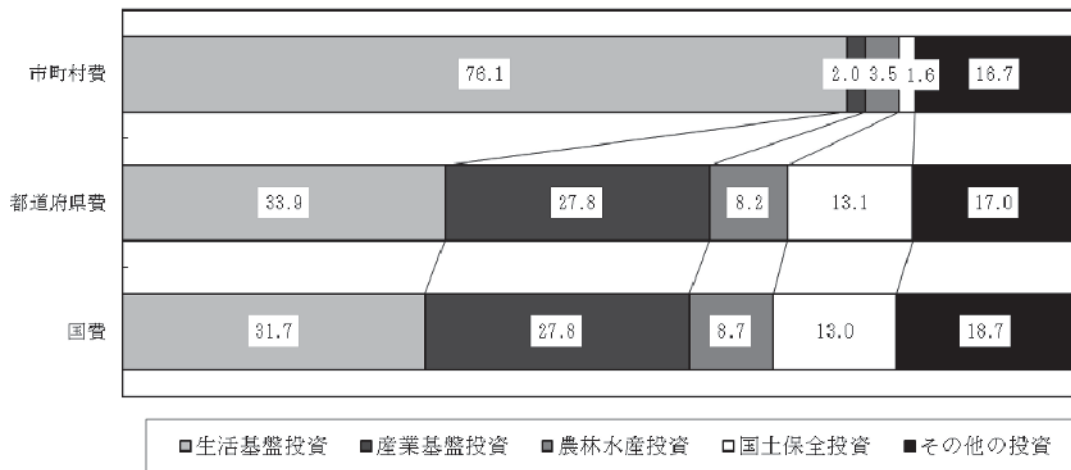 市町村費 76.1 2.0 3.5 1.6 16.7
都道府県費 33.9 27.8 8.2 13.1 17.0
国費 31.7 27.8 8.7 13.0 18.7
生活基盤投資 産業基盤投資 農林水産投資 国土保全投資 その他の投資